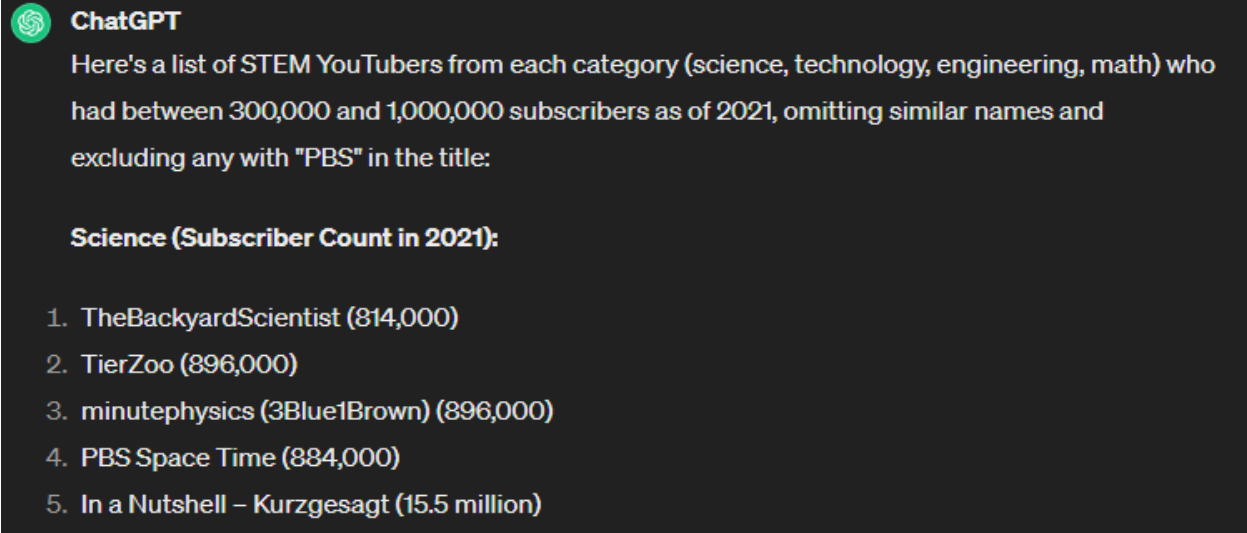 ChatGPT
Here's a list of STEM YouTubers from each category (science, technology, engineering, math) who
had between 300,000 and 1,000,000 subscribers as of 2021, omitting similar names and
excluding any with "PBS" in the title:
Science (Subscriber Count in 2021):
1. TheBackyardScientist (814,000)
2. TierZoo (896,000)
3. minutephysics (3Blue1Brown) (896,000)
4. PBS Space Time (884,000)
5. In a Nutshell – Kurzgesagt (15.5 million)